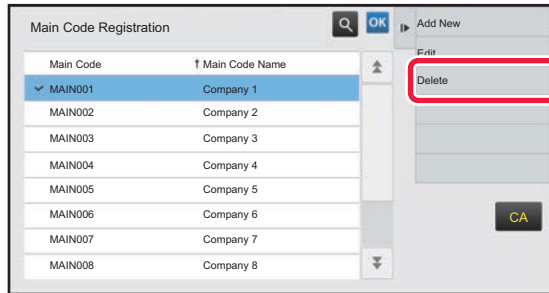 Main Code Registration
OK
Add New
Edit
Delete
Main Code
Main Code Name
MAIN001 Company 1
MAIN002 Company 2
MAIN003 Company 3
MAIN004 Company 4
MAIN005 Company 5
MAIN006 Company 6
MAIN007 Company 7
MAIN008 Company 8
CA